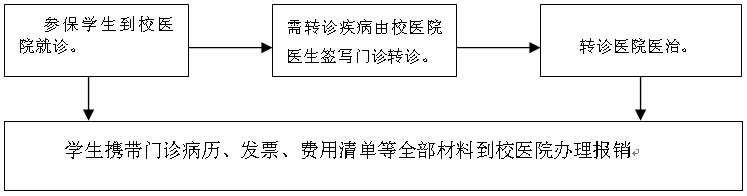 参保学生到校医
院就诊。
需转诊疾病由校医院
医生签写门诊转诊。
转诊医院医治。
学生携带门诊病历、发票、费用清单等全部材料到校医院办理报销